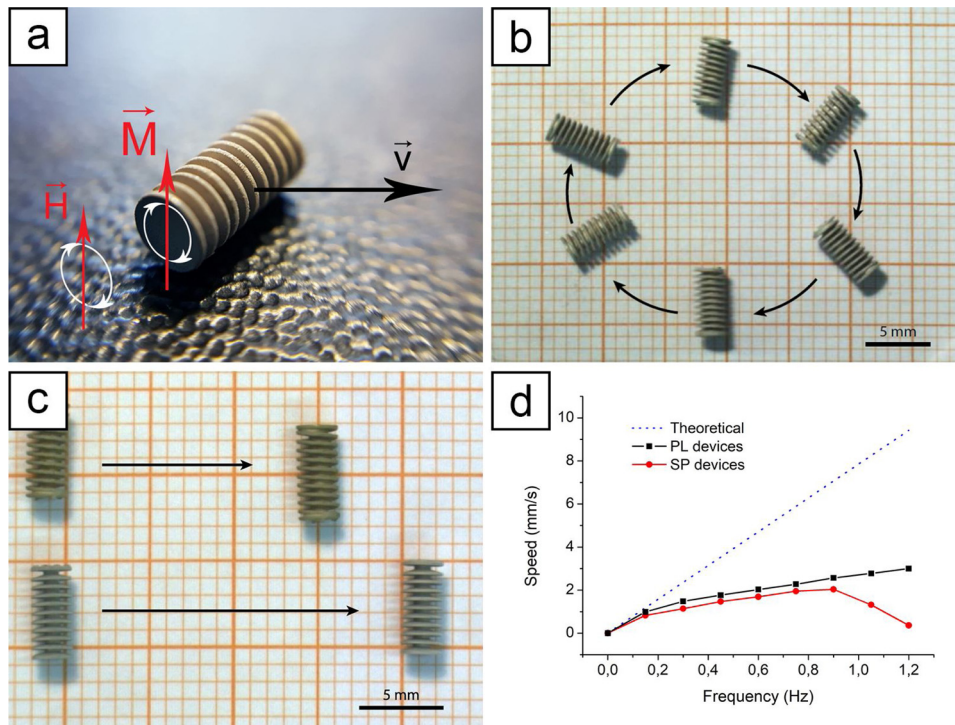 a
M
H
v
b
5 mm
c
5 mm
d
Theoretical
PL devices
SP devices
Speed (mm/s)
10
8
6
4
2
0
0,0
0,2
0,4
0,6
0,8
1,0
1,2
Frequency (Hz)